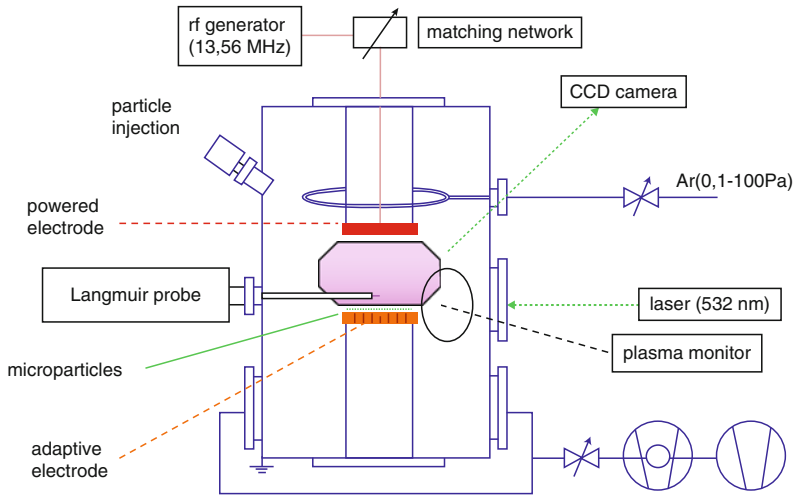 rf generator
(13,56 MHz)
matching network
CCD camera
particle
injection
Ar(0,1-100Pa)
powered
electrode
Langmuir probe
laser (532 nm)
plasma monitor
microparticles
adaptive
electrode